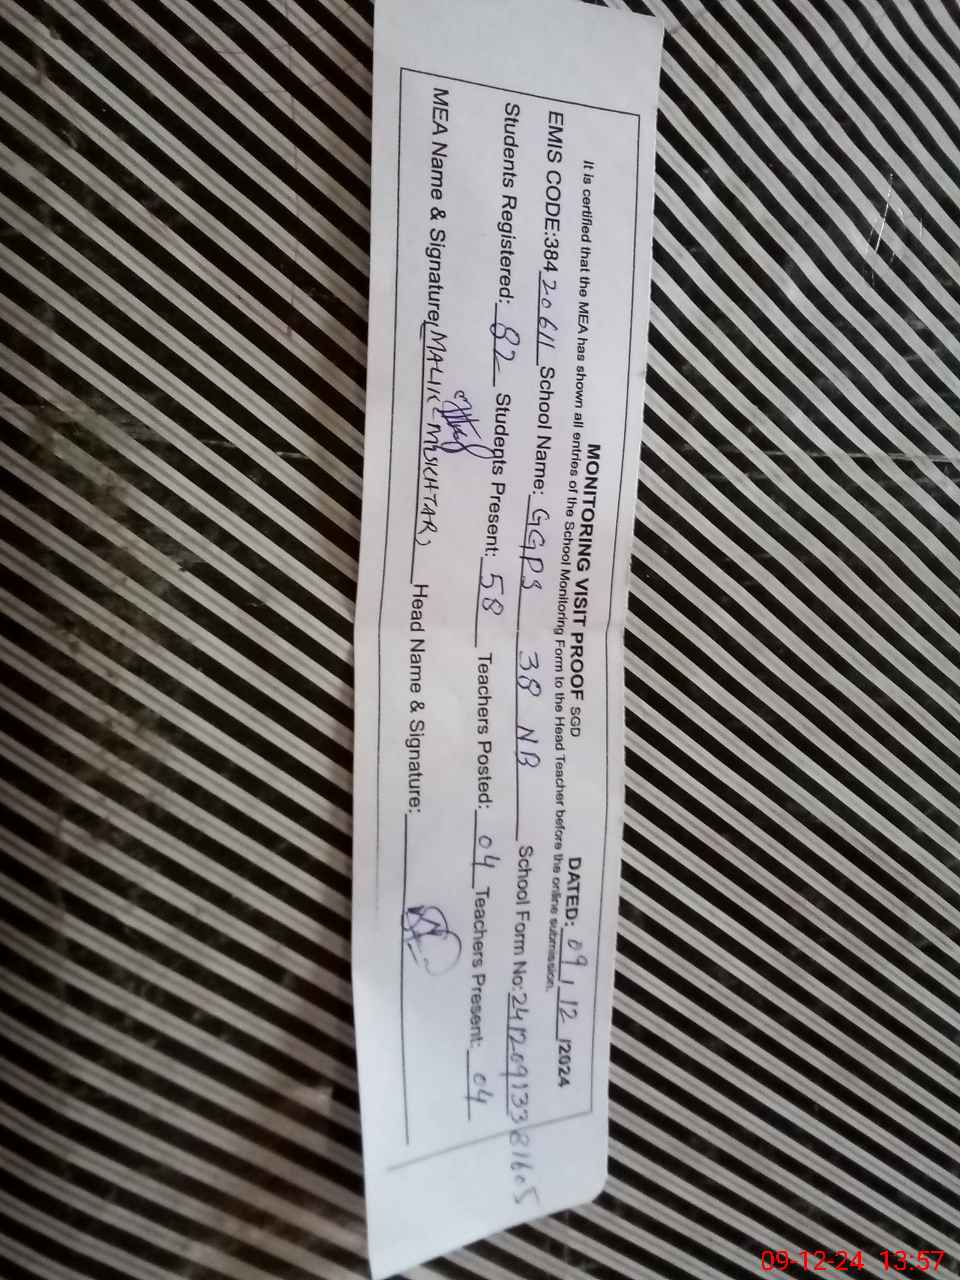 MONITORING VISIT PROOF SGD DATED: 09 / 12 /2024
It is certified that the MEA has shown all entries of the School Monitoring Form to the Head Teacher before the online submission.
EMIS CODE:384 20611 School Name: GGPS 38 NB School Form No: 24120913381605
Students Registered: 82 Students Present: 58 Teachers Posted: 04 Teachers Present: 04
MEA Name & Signature (MALIK MUKHTAR) Head Name & Signature:
09-12-24 13:57